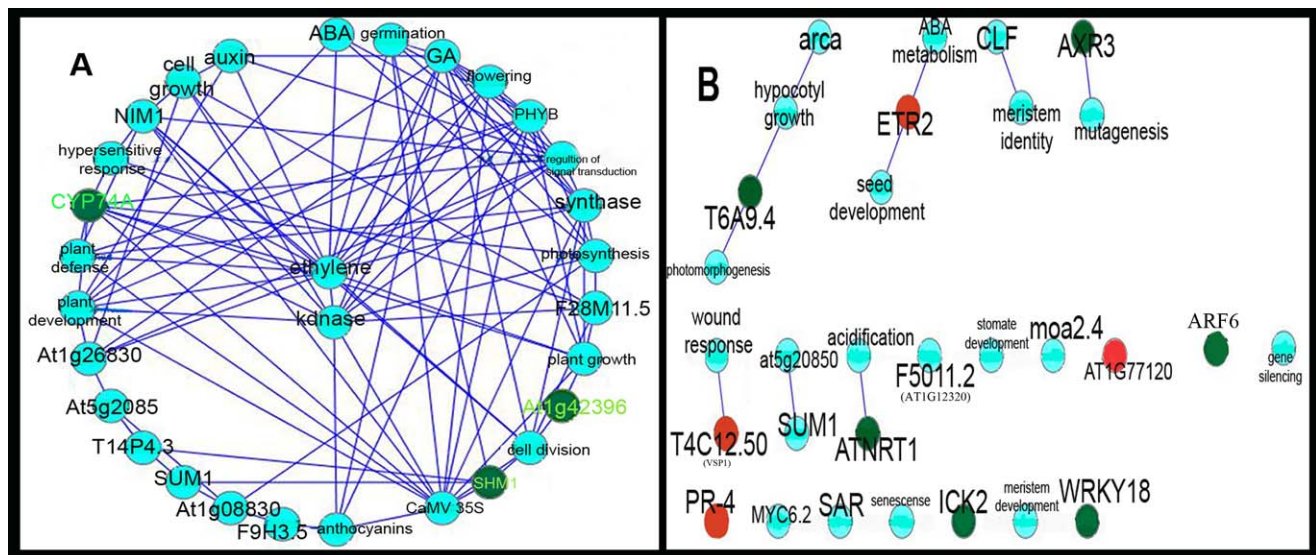 A
ABA
germination
GA
flowering
PHYB
regultion of
signal transduction
synthase
photosynthesis
F28M11.5
plant growth
At1g42396
cell division
SHM1
CaMV 35S
anthocyanins
F9H3.5
At1g08830
SUM1
T14P4.3
At5g2085
At1g26830
plant
development
plant
defense
CYP74A
hypersensitive
response
NIM1
cell
growth
auxin
ethylene
kdnase
B
arca
hypocotyl
growth
T6A9.4
photomorphogenesis
ABA
metabolism
ETR2
seed
development
CLF
meristem
identity
AXR3
mutagenesis
wound
response
T4C12.50
(VSP1)
at5g20850
SUM1
acidification
ATNRT1
F5011.2
(AT1G12320)
stomate
development
moa2.4
AT1G77120
ARF6
gene
silencing
PR-4
MYC6.2
SAR
senescense
ICK2
meristem
development
WRKY18